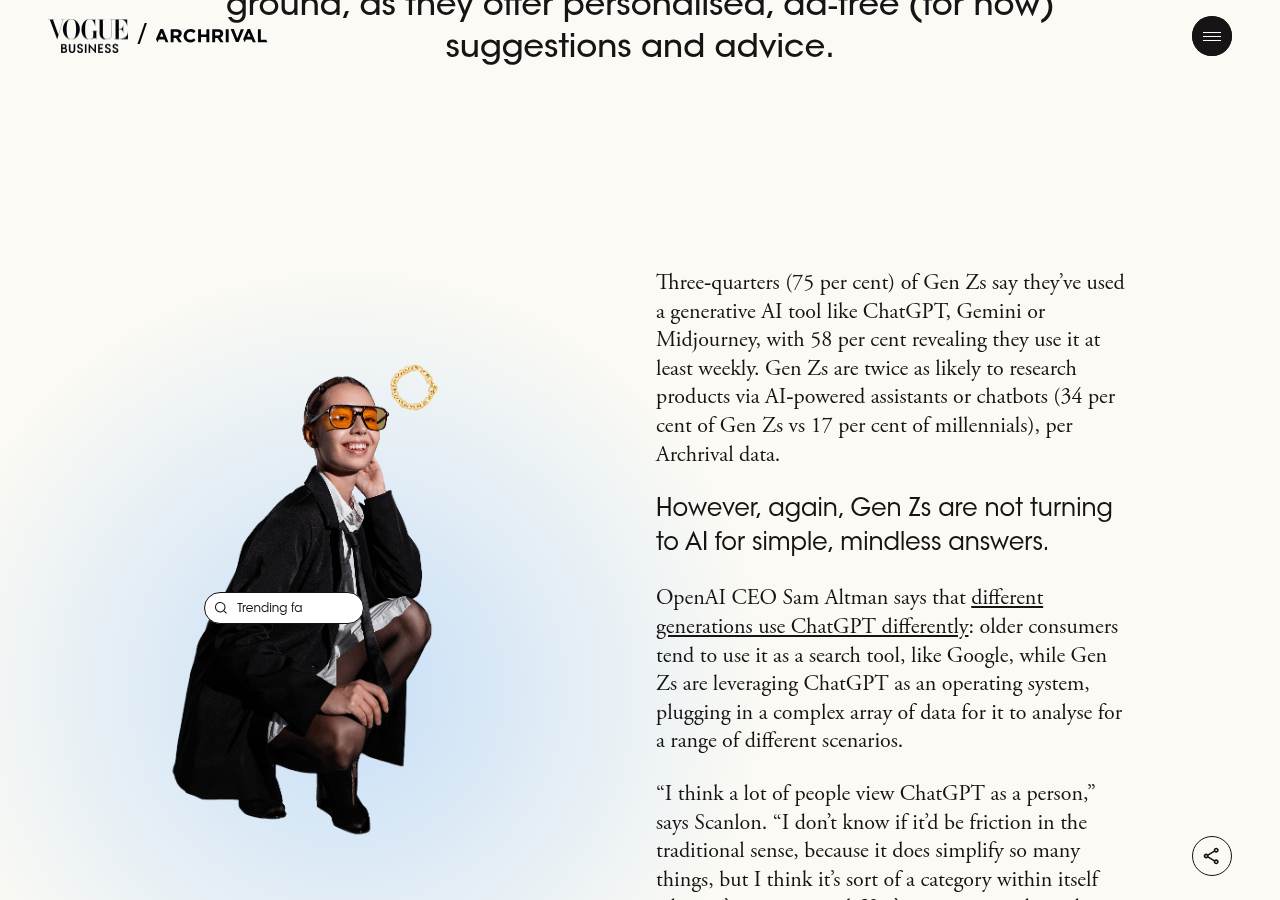 ground, as they offer personalised, ad-free (for now)
suggestions and advice.
VOGUE
BUSINESS
/ ARCHRIVAL
Three-quarters (75 per cent) of Gen Zs say they’ve used
a generative AI tool like ChatGPT, Gemini or
Midjourney, with 58 per cent revealing they use it at
least weekly. Gen Zs are twice as likely to research
products via AI-powered assistants or chatbots (34 per
cent of Gen Zs vs 17 per cent of millennials), per
Archrival data.
However, again, Gen Zs are not turning
to AI for simple, mindless answers.
OpenAI CEO Sam Altman says that different
generations use ChatGPT differently: older consumers
tend to use it as a search tool, like Google, while Gen
Zs are leveraging ChatGPT as an operating system,
plugging in a complex array of data for it to analyse for
a range of different scenarios.
“I think a lot of people view ChatGPT as a person,”
says Scanlon. “I don’t know if it’d be friction in the
traditional sense, because it does simplify so many
things, but I think it’s sort of a category within itself
Trending fa